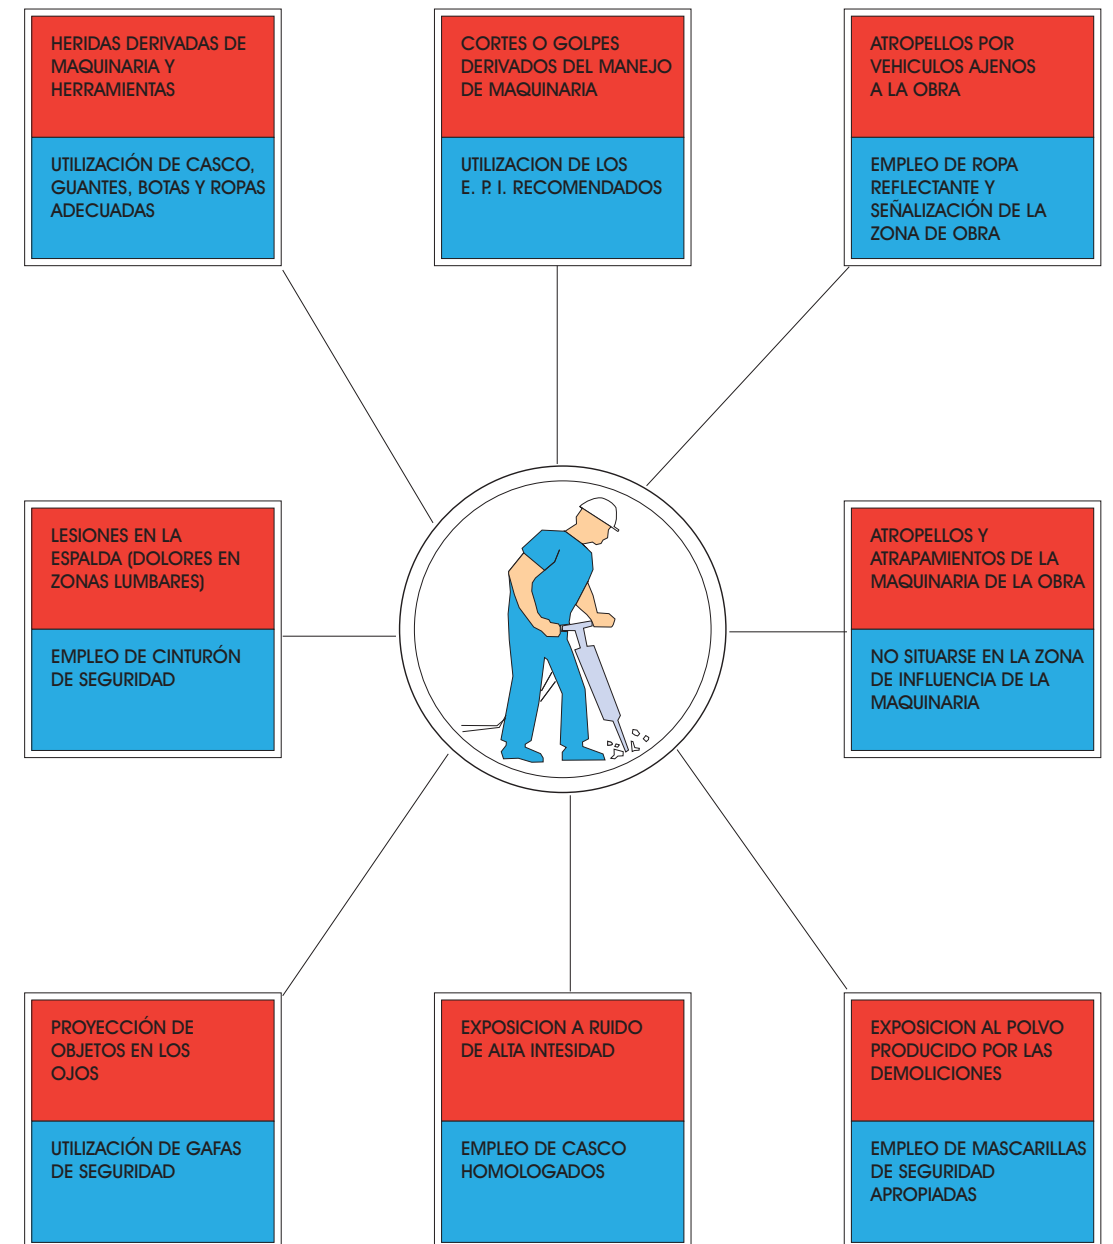 HERIDAS DERIVADAS DE
MAQUINARIA Y
HERRAMIENTAS
UTILIZACIÓN DE CASCO,
GUANTES, BOTAS Y ROPAS
ADECUADAS
CORTES O GOLPES
DERIVADOS DEL MANEJO
DE MAQUINARIA
UTILIZACION DE LOS
E. P. I. RECOMENDADOS
ATROPELLOS POR
VEHICULOS AJENOS
A LA OBRA
EMPLEO DE ROPA
REFLECTANTE Y
SEÑALIZACIÓN DE LA
ZONA DE OBRA
LESIONES EN LA
ESPALDA (DOLORES EN
ZONAS LUMBARES)
EMPLEO DE CINTURÓN
DE SEGURIDAD
ATROPELLOS Y
ATRAPAMIENTOS DE LA
MAQUINARIA DE LA OBRA
NO SITUARSE EN LA ZONA
DE INFLUENCIA DE LA
MAQUINARIA
PROYECCIÓN DE
OBJETOS EN LOS
OJOS
UTILIZACIÓN DE GAFAS
DE SEGURIDAD
EXPOSICION A RUIDO
DE ALTA INTESIDAD
EMPLEO DE CASCO
HOMOLOGADOS
EXPOSICION AL POLVO
PRODUCIDO POR LAS
DEMOLICIONES
EMPLEO DE MASCARILLAS
DE SEGURIDAD
APROPIADAS